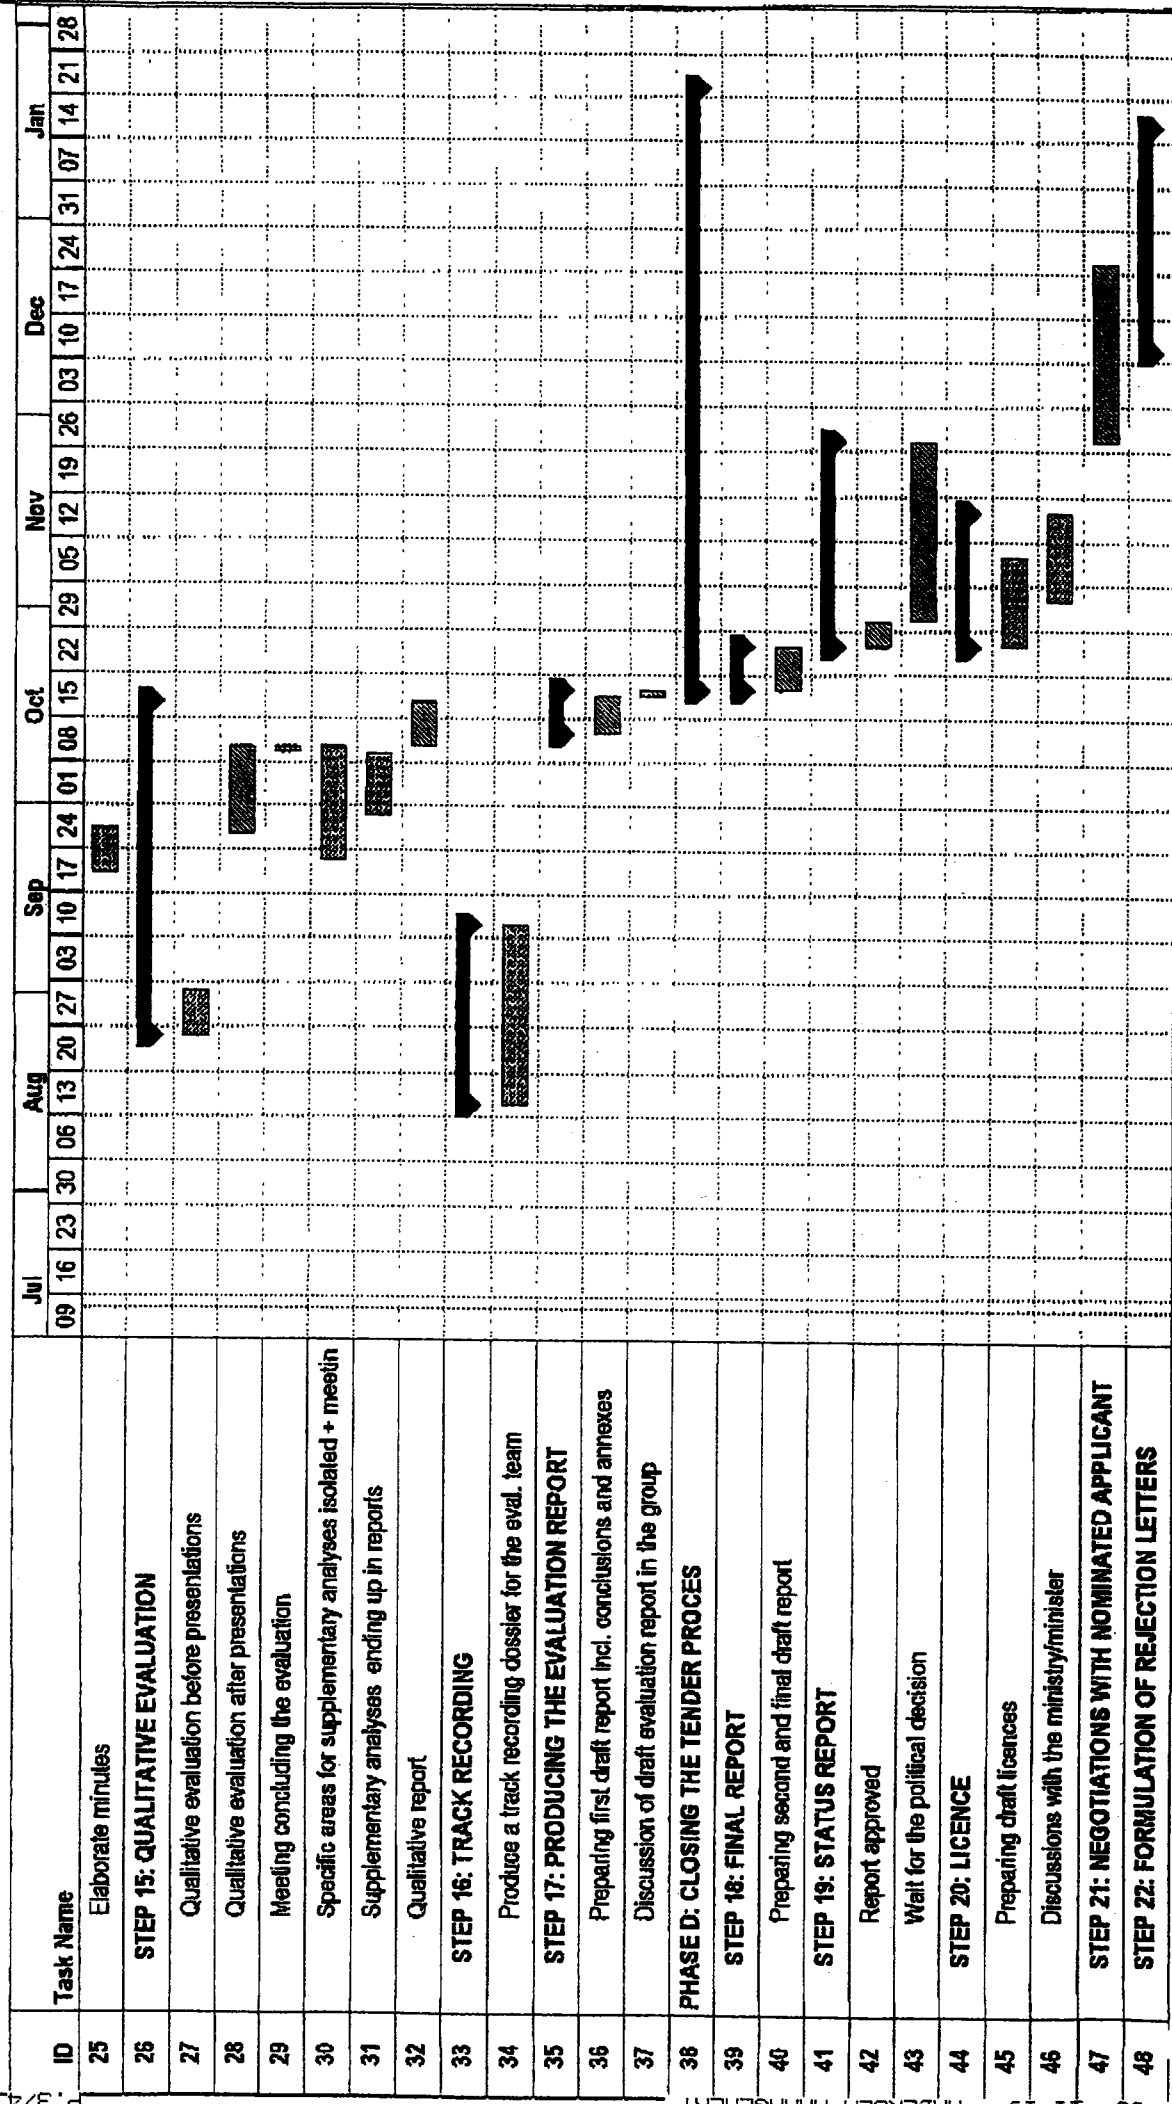 ID Task Name Jul Aug Sep Oct Nov Dec Jan
09 16 23 30 06 13 20 27 03 10 17 24 01 08 15 22 29 05 12 19 26 03 10 17 24 31 07 14 21 28
25 Elaborate minutes
26 STEP 15: QUALITATIVE EVALUATION
27 Qualitative evaluation before presentations
28 Qualitative evaluation after presentations
29 Meeting concluding the evaluation
30 Specific areas for supplementary analyses isolated + meetin
31 Supplementary analyses ending up in reports
32 Qualitative report
33 STEP 16: TRACK RECORDING
34 Produce a track recording dossier for the eval. team
35 STEP 17: PRODUCING THE EVALUATION REPORT
36 Preparing first draft report incl. conclusions and annexes
37 Discussion of draft evaluation report in the group
38 PHASE D: CLOSING THE TENDER PROCES
39 STEP 18: FINAL REPORT
40 Preparing second and final draft report
41 STEP 19: STATUS REPORT
42 Report approved
43 Wait for the political decision
44 STEP 20: LICENCE
45 Preparing draft licences
46 Discussions with the ministry/minister
47 STEP 21: NEGOTIATIONS WITH NOMINATED APPLICANT
48 STEP 22: FORMULATION OF REJECTION LETTERS